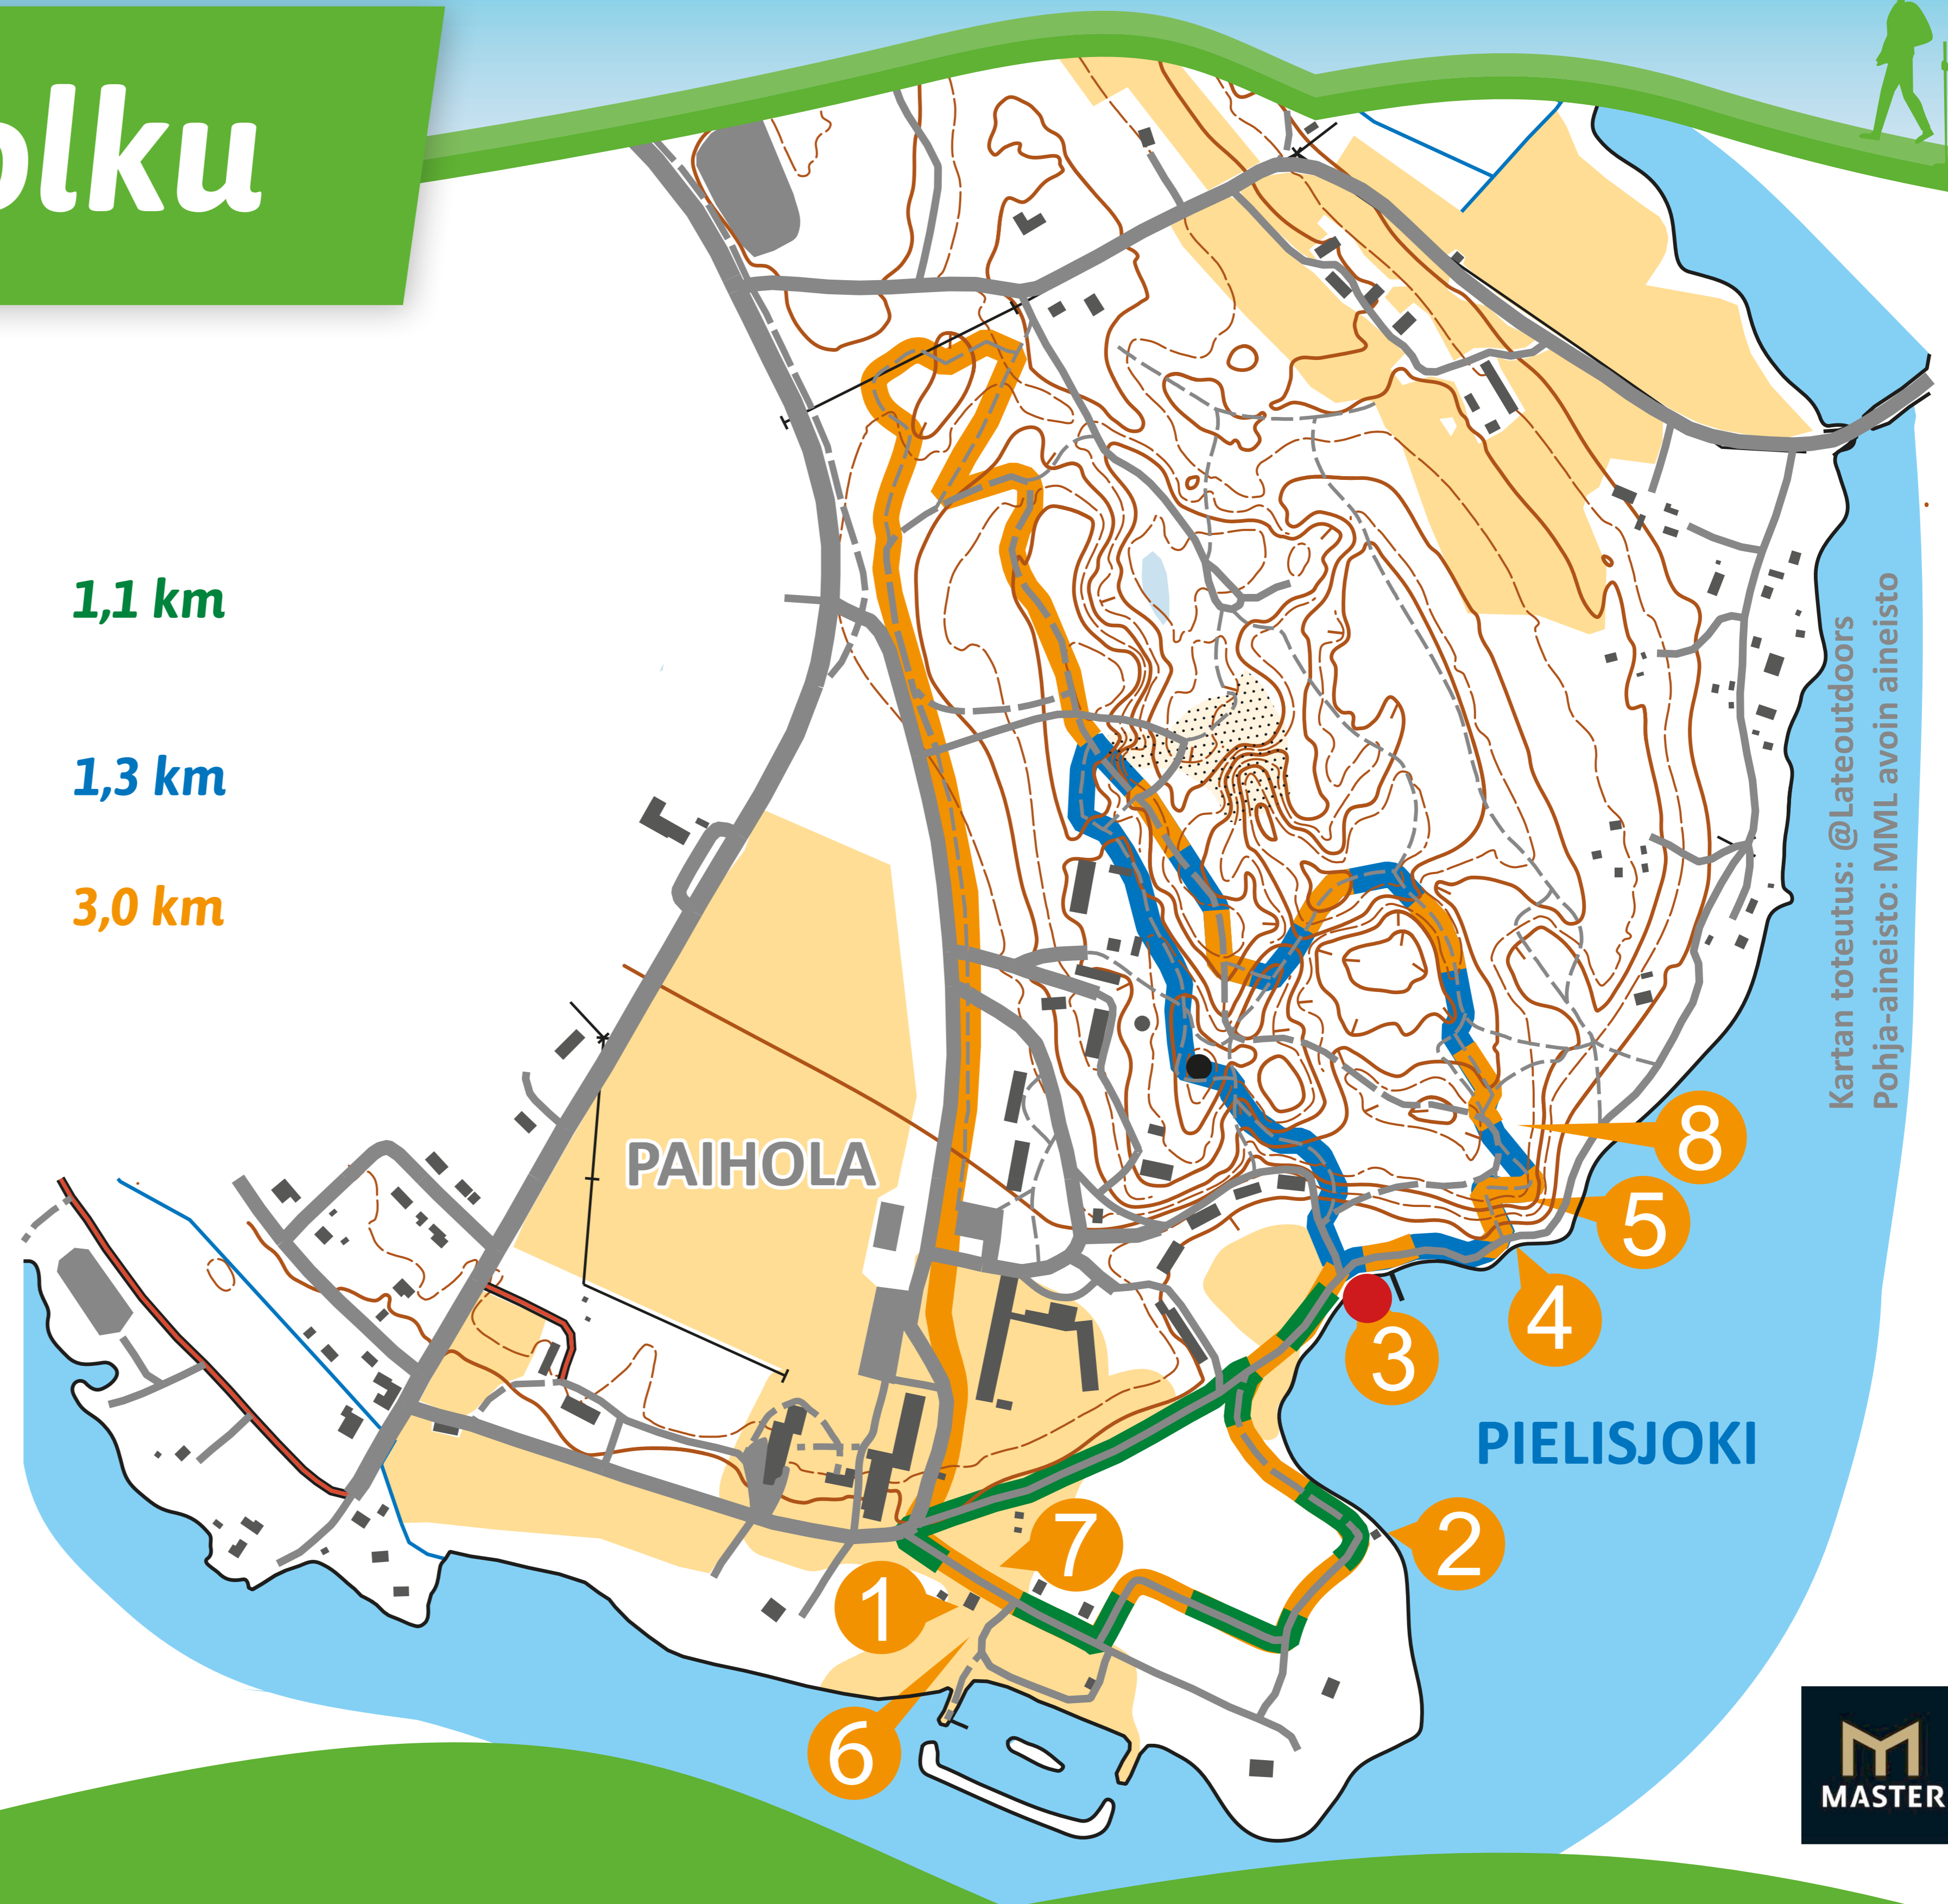 olku
1,1 km
1,3 km
3,0 km
PAIHOLA
PIELISJOKI
8
5
4
3
2
7
1
6
Kartan toteutus: @Lateoutdoors
Pohja-aineisto: MML avoin aineisto
MASTER